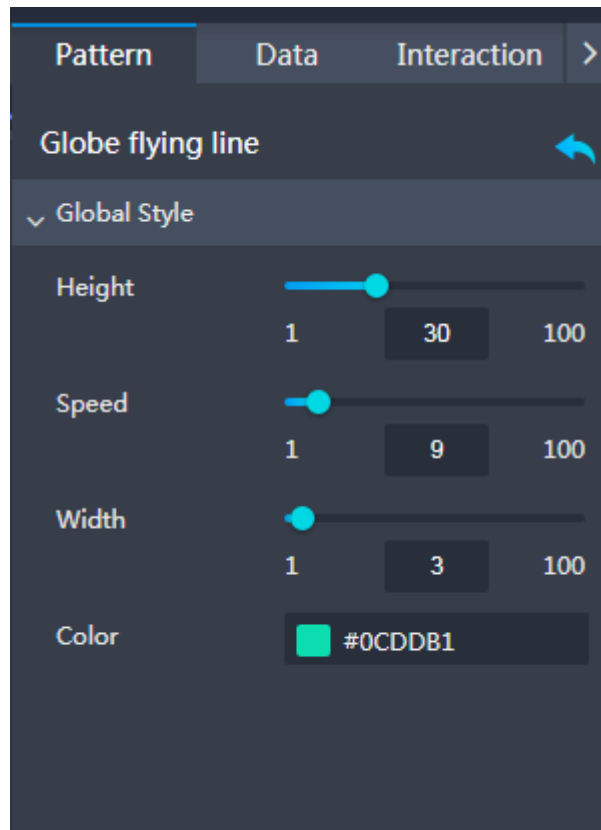 Pattern Data Interaction >
Globe flying line
Global Style
Height
1 30 100
Speed
1 9 100
Width
1 3 100
Color #0CDDB1